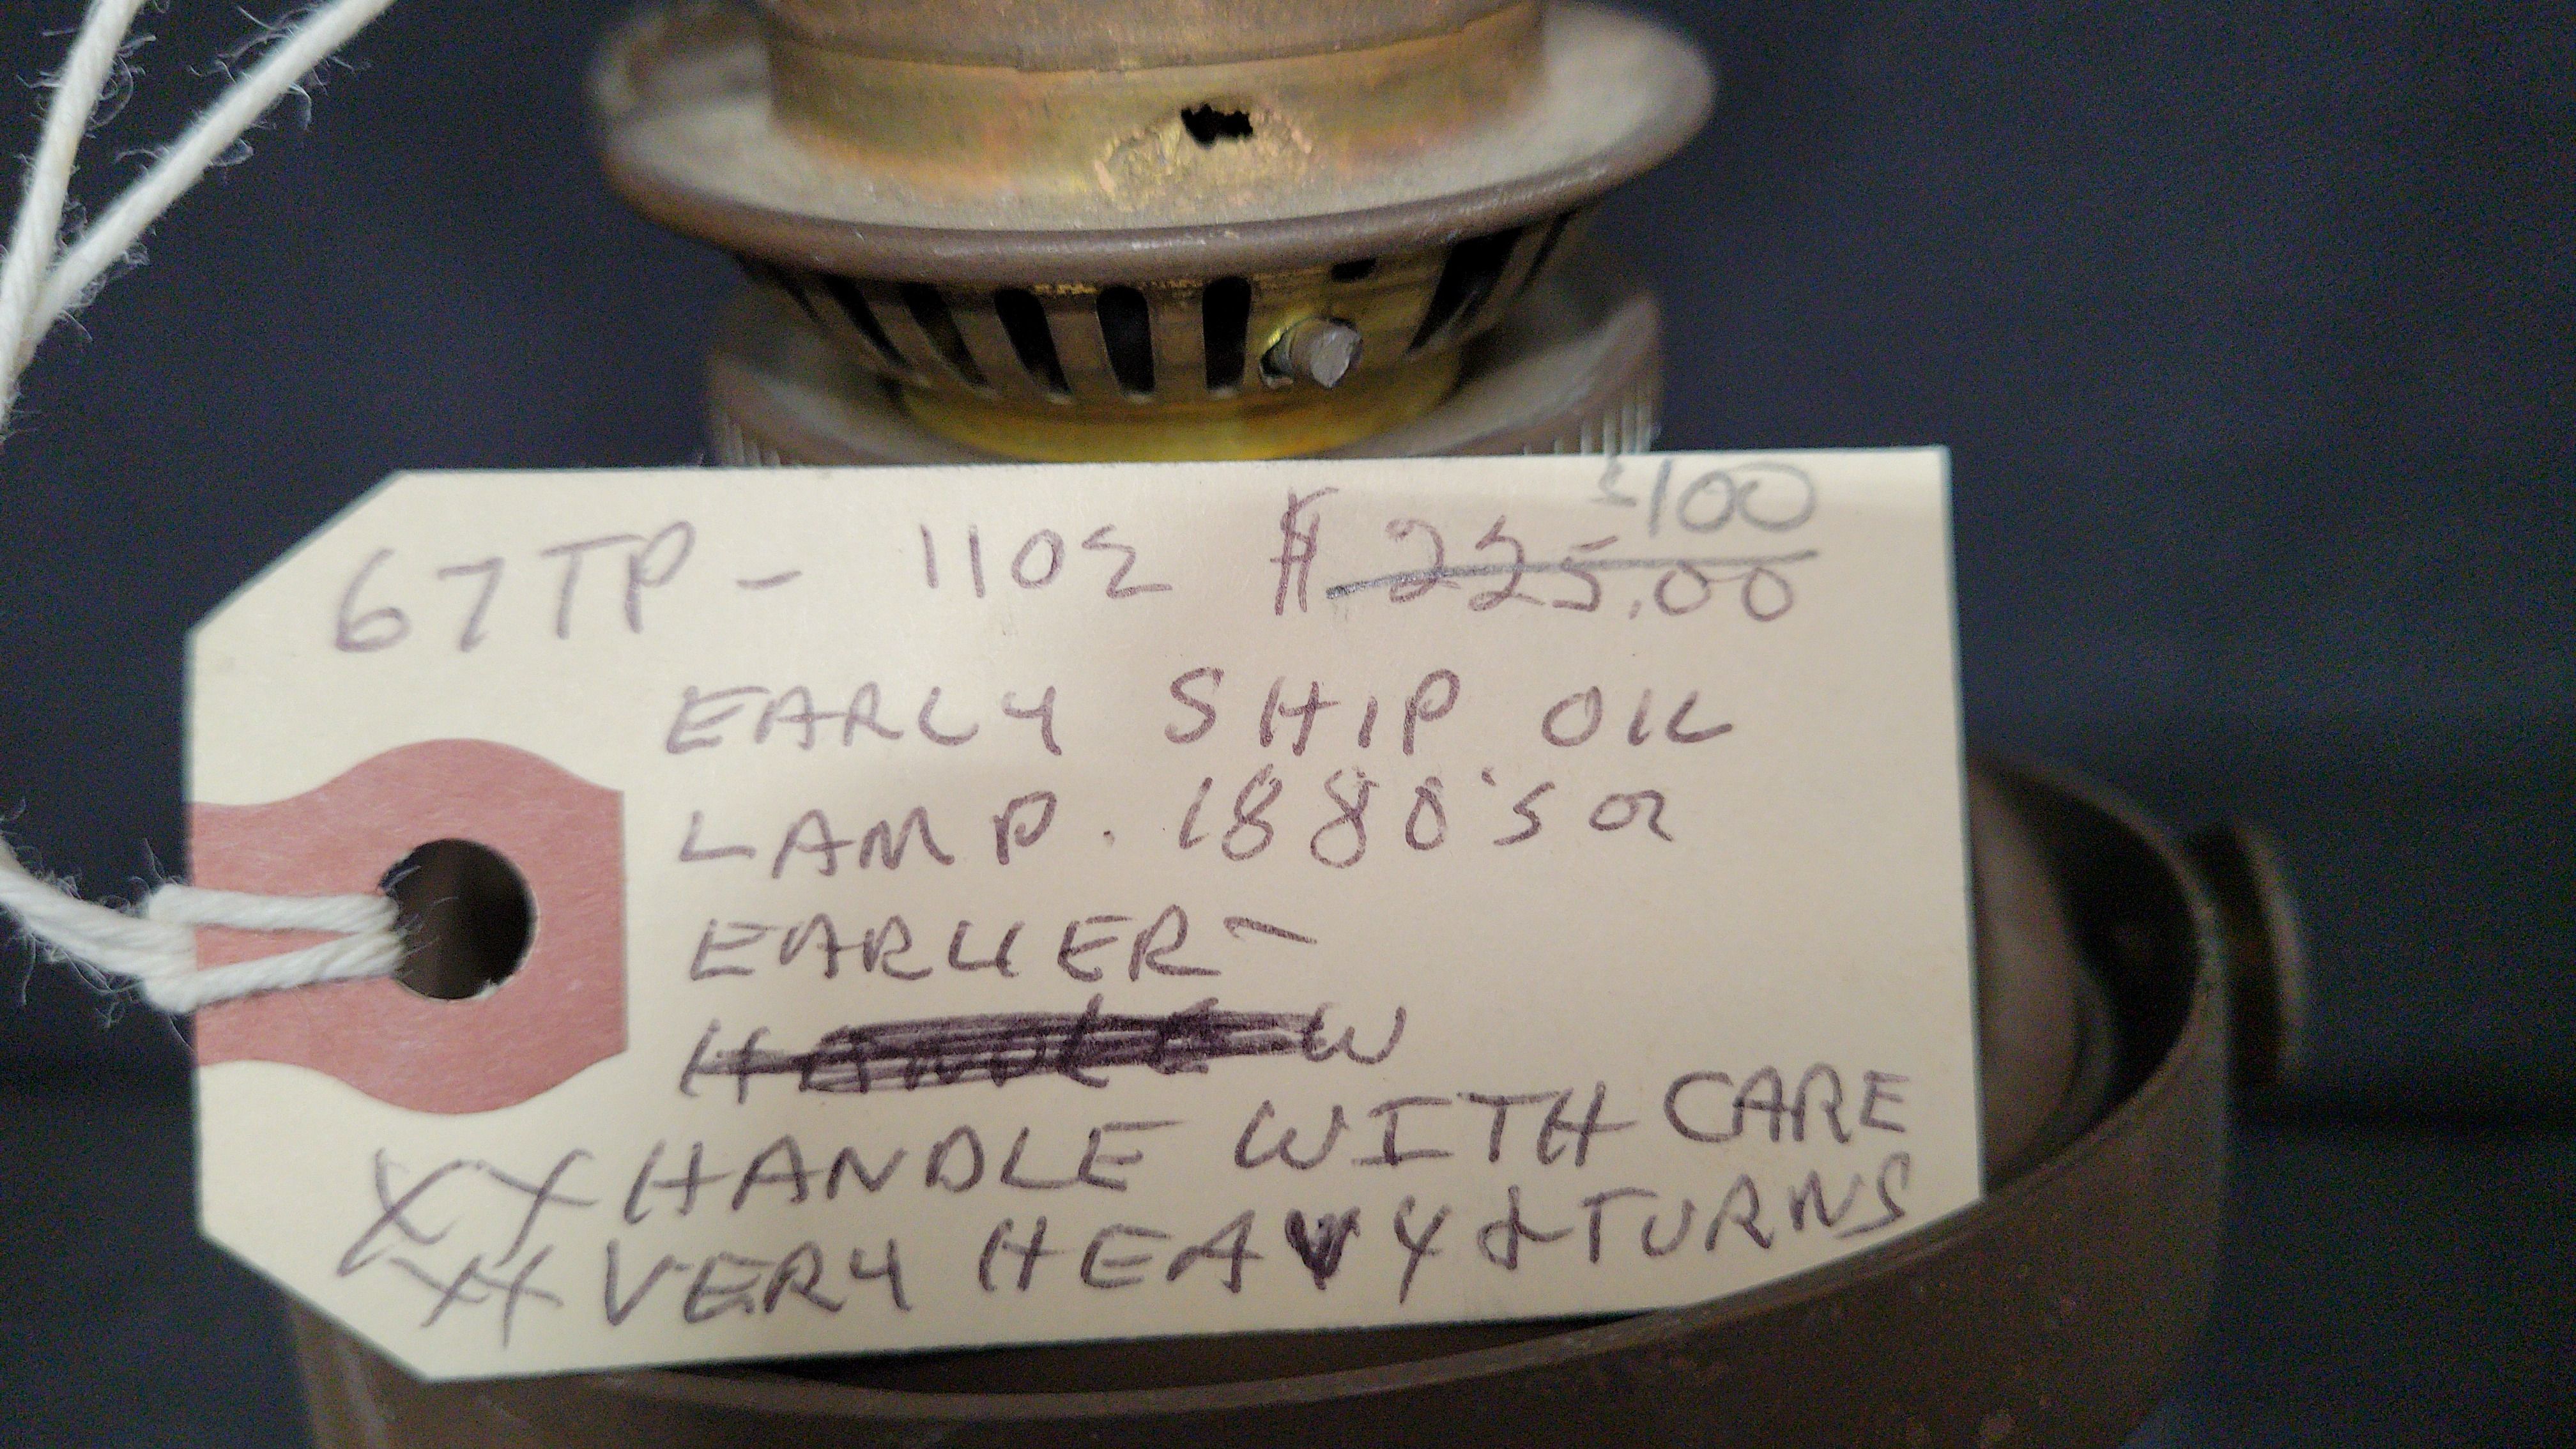 $100
67TP - 110Σ $ 225.00
EARLY SHIP OIL
LAMP. 1880'S OR
EARLIER -
HANDLE W
XX HANDLE WITH CARE
XX VERY HEAVY & TURNS